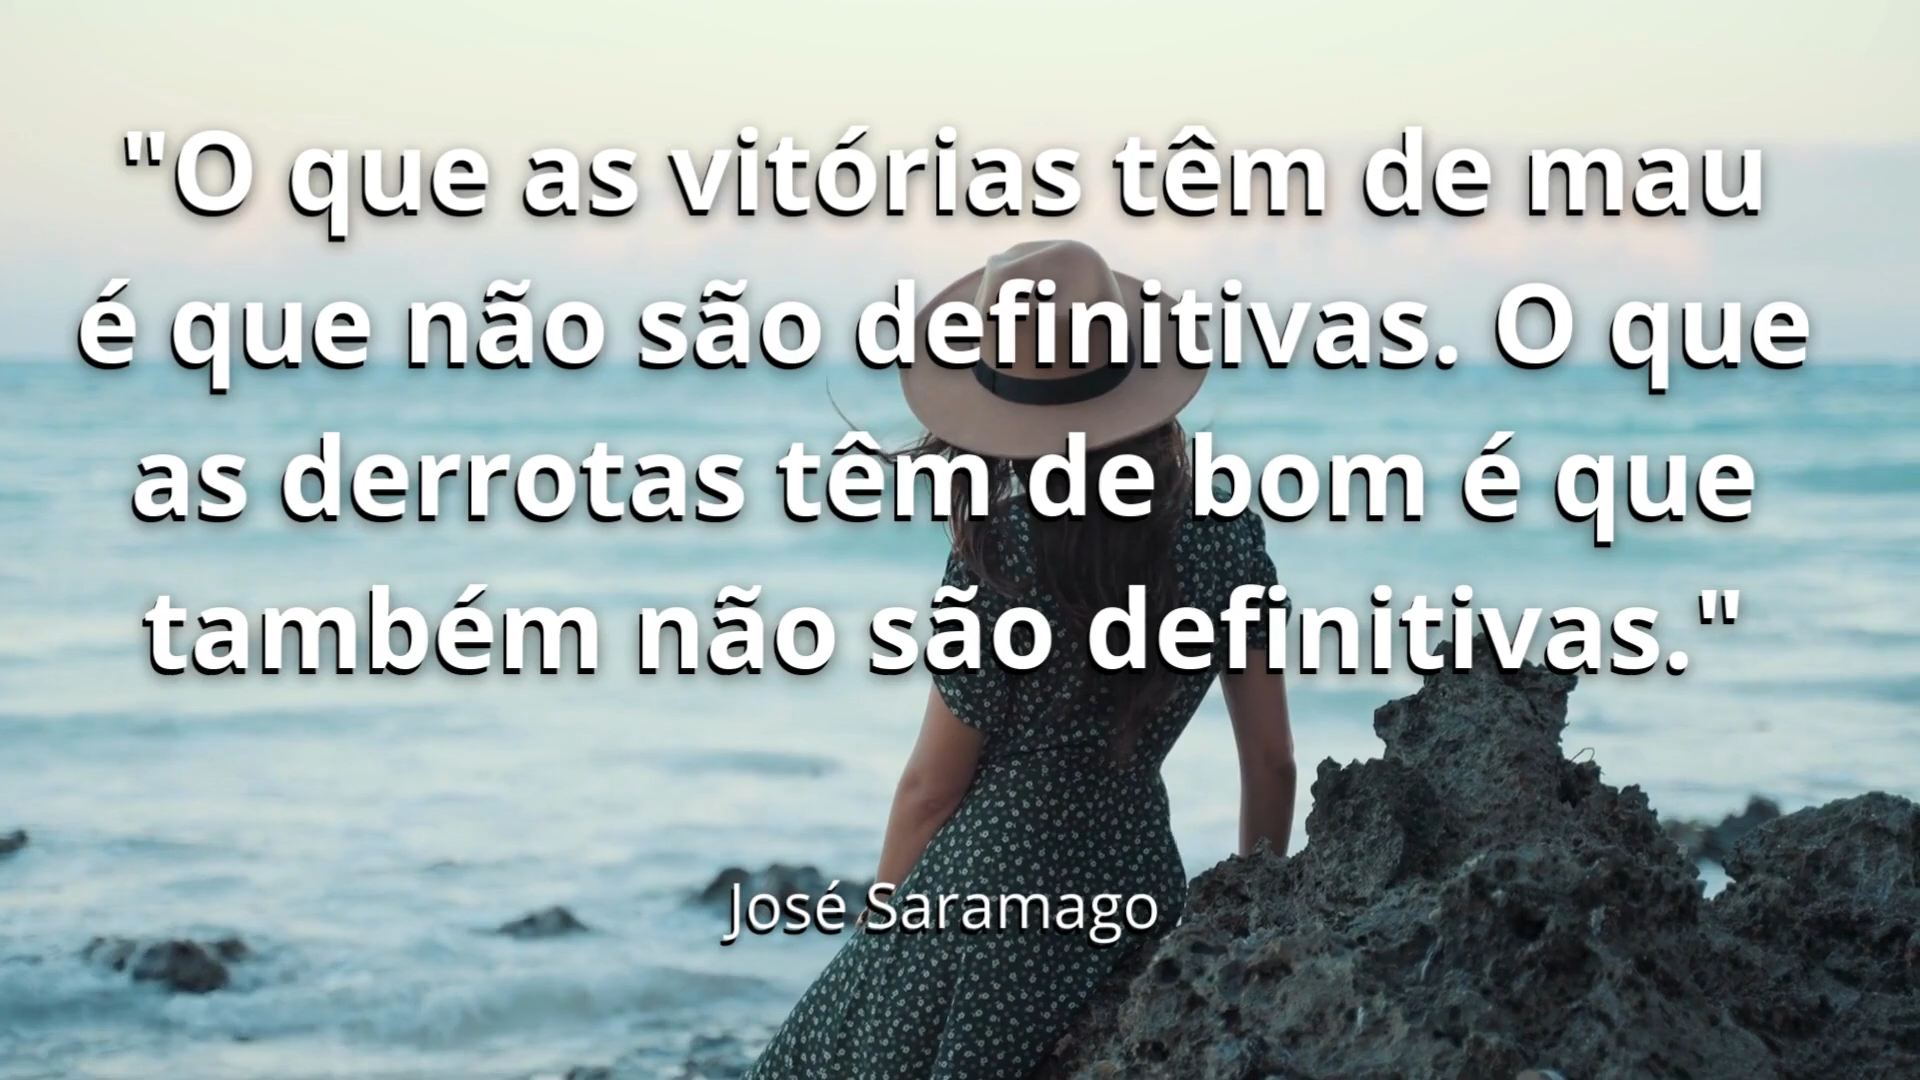 "O que as vitórias têm de mau
é que não são definitivas. O que
as derrotas têm de bom é que
também não são definitivas."
José Saramago